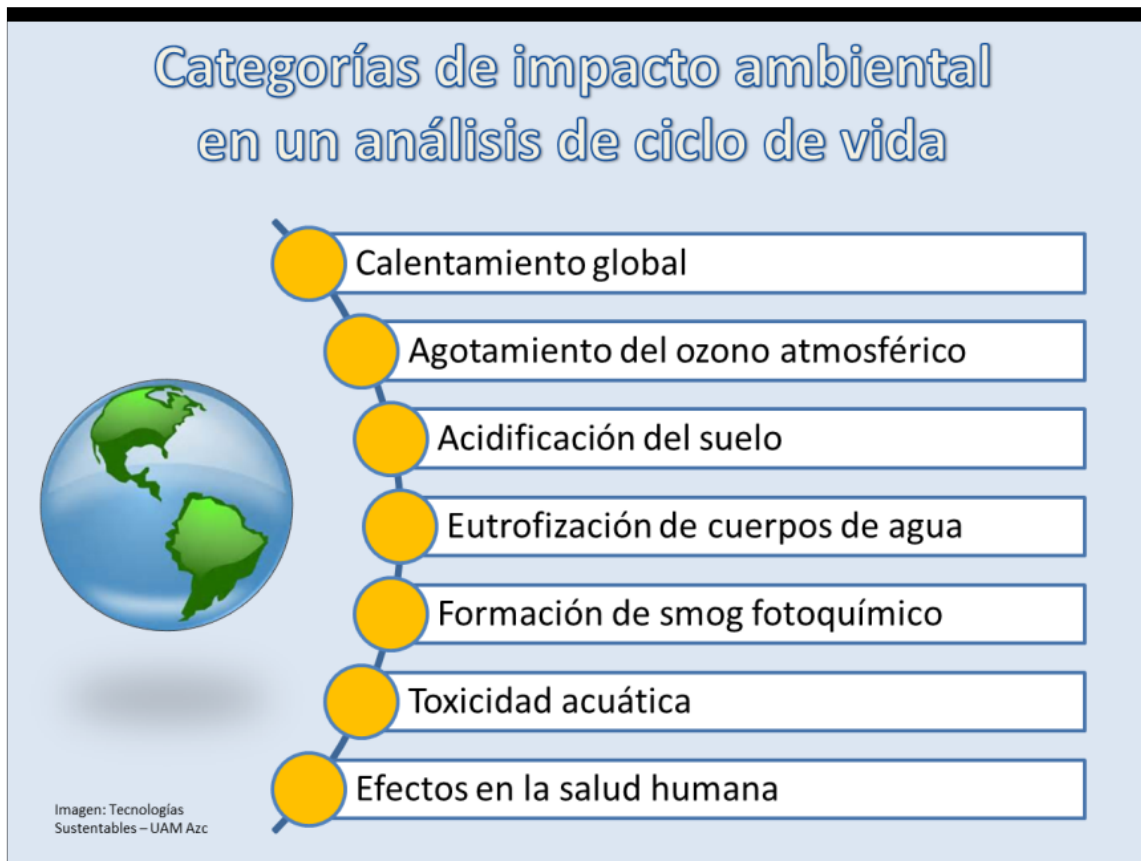 Categorías de impacto ambiental
en un análisis de ciclo de vida
Calentamiento global
Agotamiento del ozono atmosférico
Acidificación del suelo
Eutrofización de cuerpos de agua
Formación de smog fotoquímico
Toxicidad acuática
Efectos en la salud humana
Imagen: Tecnologías
Sustentables – UAM Azc